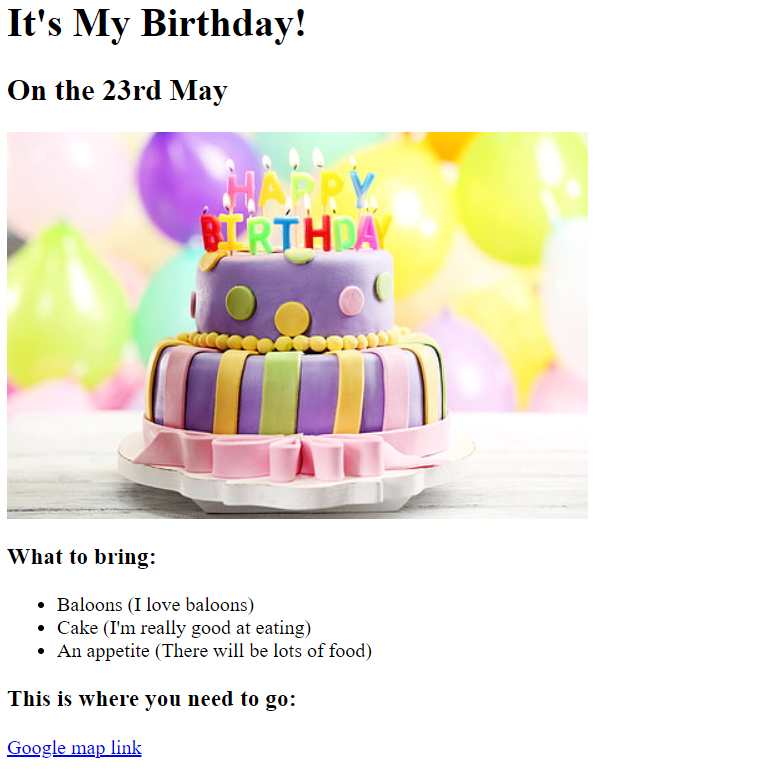 It's My Birthday!
On the 23rd May
HAPPY
BIRTHDAY
What to bring:
Baloons (I love baloons)
Cake (I'm really good at eating)
An appetite (There will be lots of food)
This is where you need to go:
Google map link